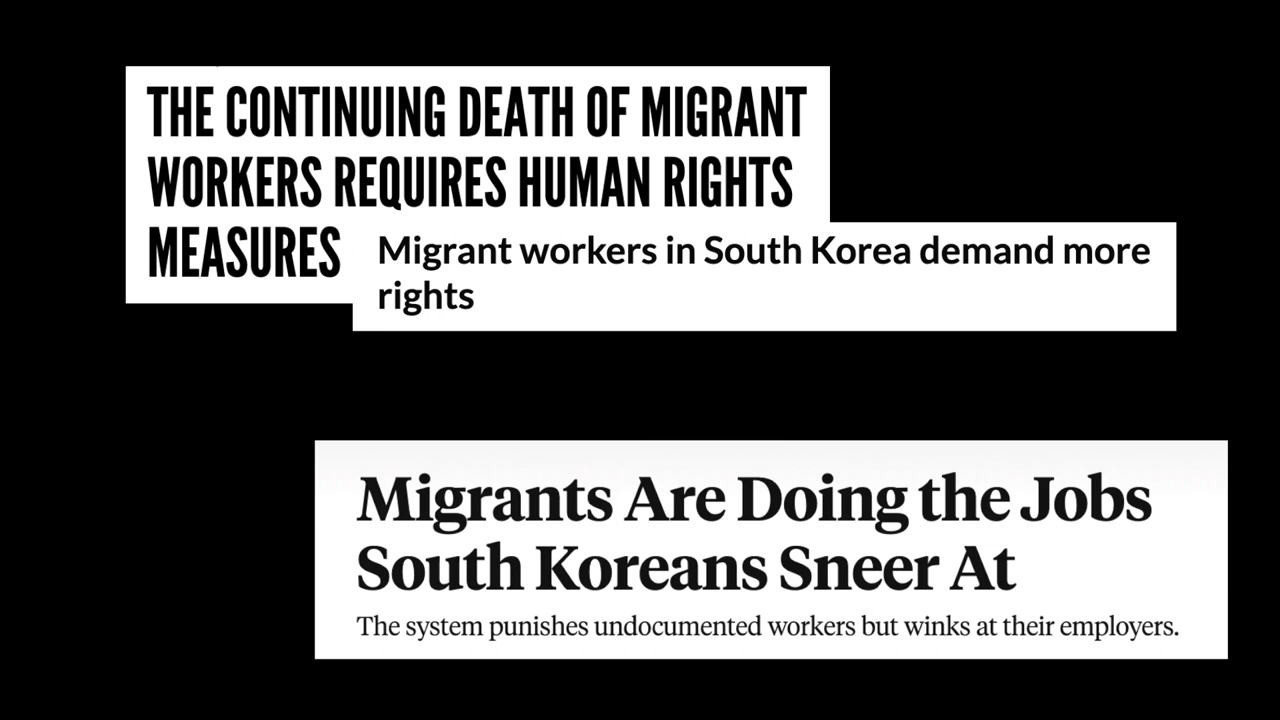 THE CONTINUING DEATH OF MIGRANT
WORKERS REQUIRES HUMAN RIGHTS
MEASURES
Migrant workers in South Korea demand more
rights
Migrants Are Doing the Jobs
South Koreans Sneer At
The system punishes undocumented workers but winks at their employers.